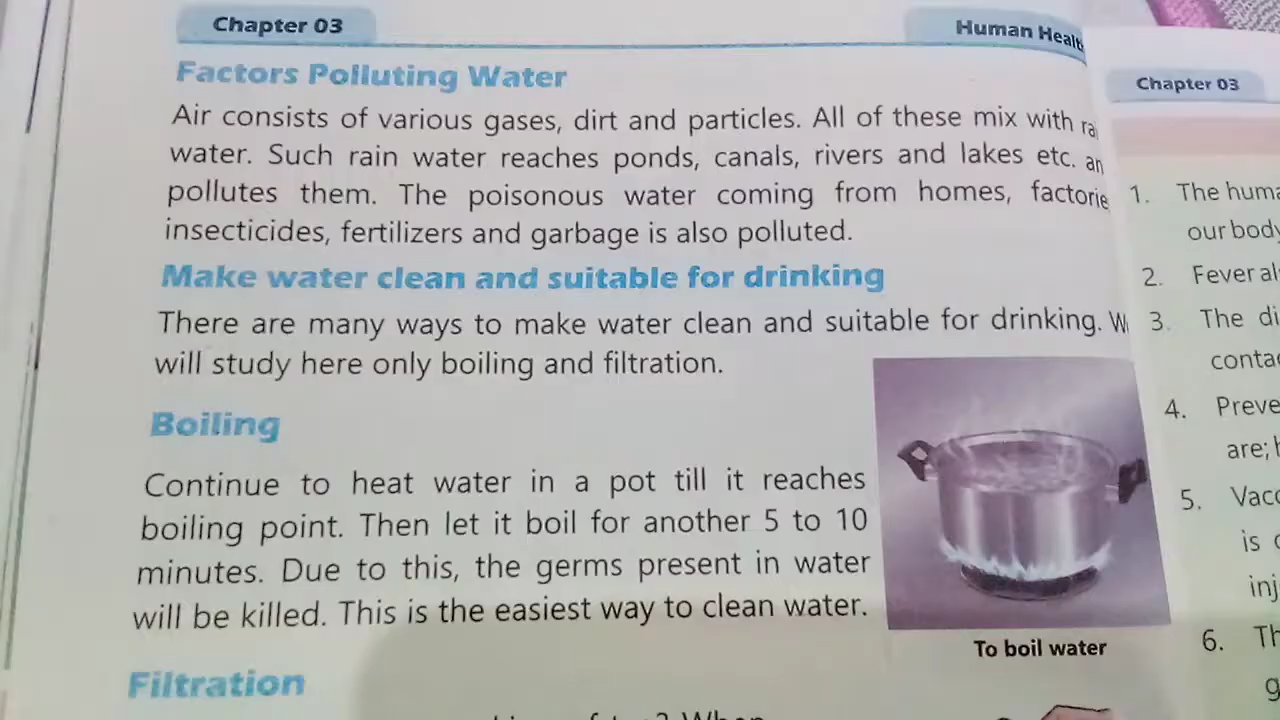 Chapter 03
Human Healt
Factors Polluting Water
Air consists of various gases, dirt and particles. All of these mix with ra
water. Such rain water reaches ponds, canals, rivers and lakes etc. an
pollutes them. The poisonous water coming from homes, factorie
insecticides, fertilizers and garbage is also polluted.
Make water clean and suitable for drinking
There are many ways to make water clean and suitable for drinking. W
will study here only boiling and filtration.
Boiling
Continue to heat water in a pot till it reaches
boiling point. Then let it boil for another 5 to 10
minutes. Due to this, the germs present in water
will be killed. This is the easiest way to clean water.
To boil water
Filtration
? When
Chapter 03
1. The huma
our body
2. Fever al
3. The di
conta
4. Preve
are;
5. Vacc
is
inj
6. Th
g